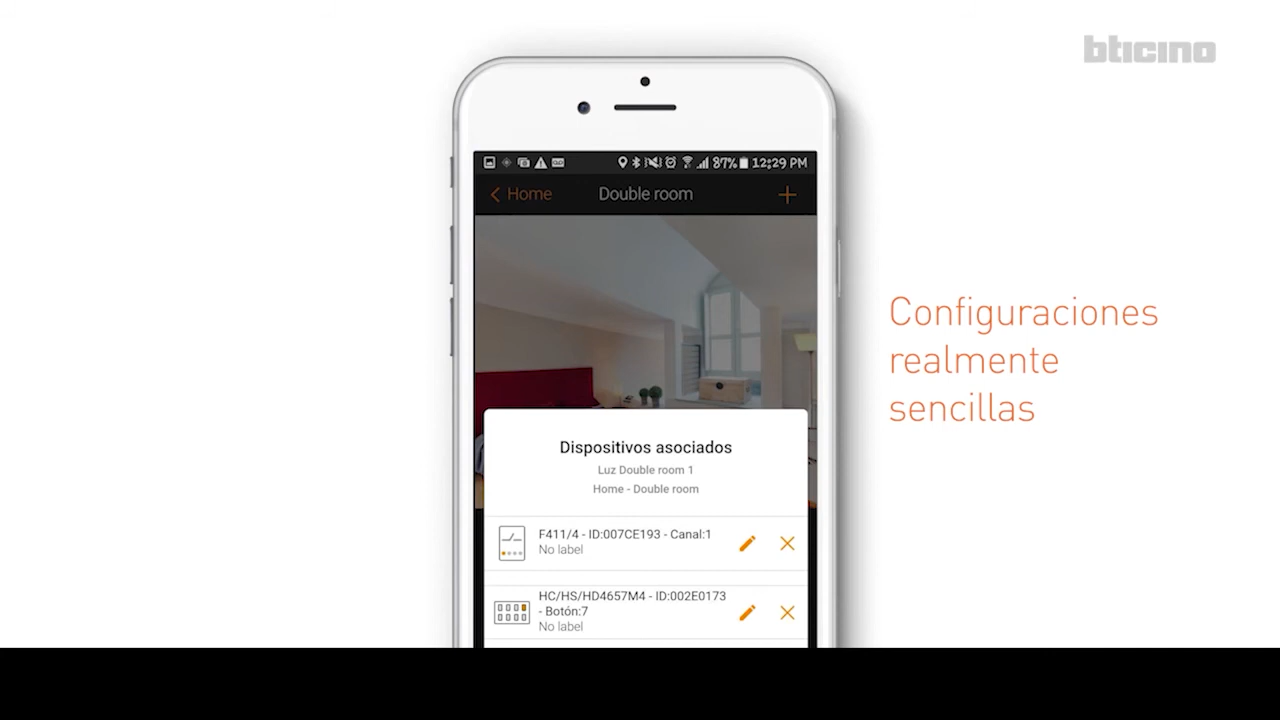 bticino
87% 12:29 PM
Home Double room
Configuraciones
realmente
sencillas
Dispositivos asociados
Luz Double room 1
Home - Double room
F411/4 - ID:007CE193 - Canal:1
No label
HC/HS/HD4657M4 - ID:002E0173
- Botón:7
No label